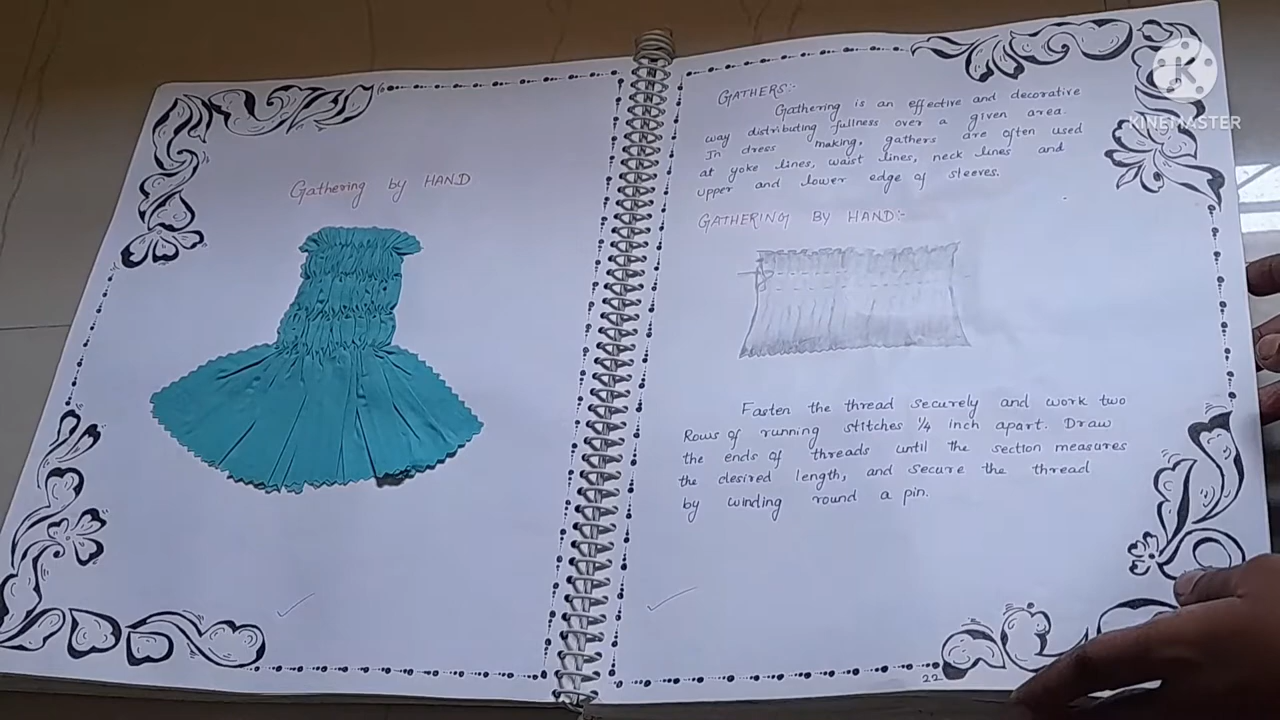 Gathering by HAND
GATHERS:-
Gathering is an effective and decorative
way distributing fullness over a given area.
In dress making, gathers are often used
at yoke lines, waist lines, neck lines and
upper and lower edge of sleeves.
GATHERING BY HAND:-
Fasten the thread securely and work two
Rows of running stitches 1/4 inch apart. Draw
the ends of threads until the section measures
the desired length, and secure the thread
by winding round a pin.
22
K
KINEMASTER